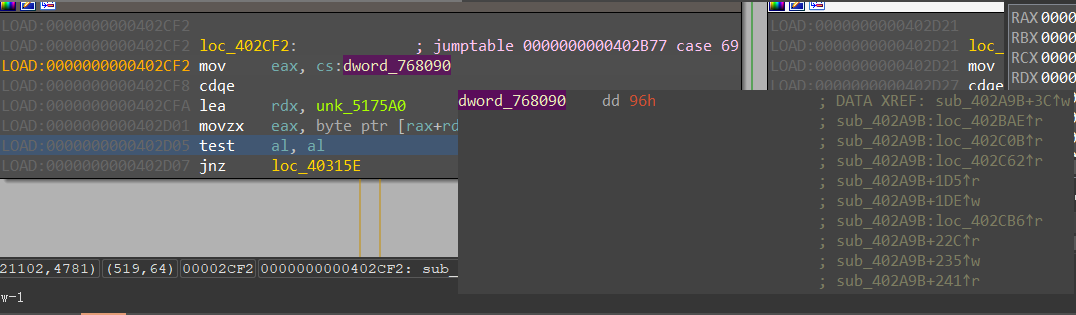 LOAD:0000000000402CF2
LOAD:0000000000402CF2 loc_402CF2: ; jumptable 0000000000402B77 case 69
LOAD:0000000000402CF2 mov eax, cs:dword_768090
LOAD:0000000000402CF8 cdqe
LOAD:0000000000402CFA lea rdx, unk_5175A0
LOAD:0000000000402D01 movzx eax, byte ptr [rax+rd
LOAD:0000000000402D05 test al, al
LOAD:0000000000402D07 jnz loc_40315E
21102,4781) (519,64) 00002CF2 0000000000402CF2: sub_
w-1
dword_768090 dd 96h ; DATA XREF: sub_402A9B+3C↑w
; sub_402A9B:loc_402BAE↑r
; sub_402A9B:loc_402C0B↑r
; sub_402A9B:loc_402C62↑r
; sub_402A9B+1D5↑r
; sub_402A9B+1DE↑w
; sub_402A9B:loc_402CB6↑r
; sub_402A9B+22C↑r
; sub_402A9B+235↑w
; sub_402A9B+241↑r
LOAD:0000000000402D21
LOAD:0000000000402D21 loc_
LOAD:0000000000402D21 mov
LOAD:0000000000402D27 cdqe
RAX 0000
RBX 0000
RCX 0000
RDX 0000